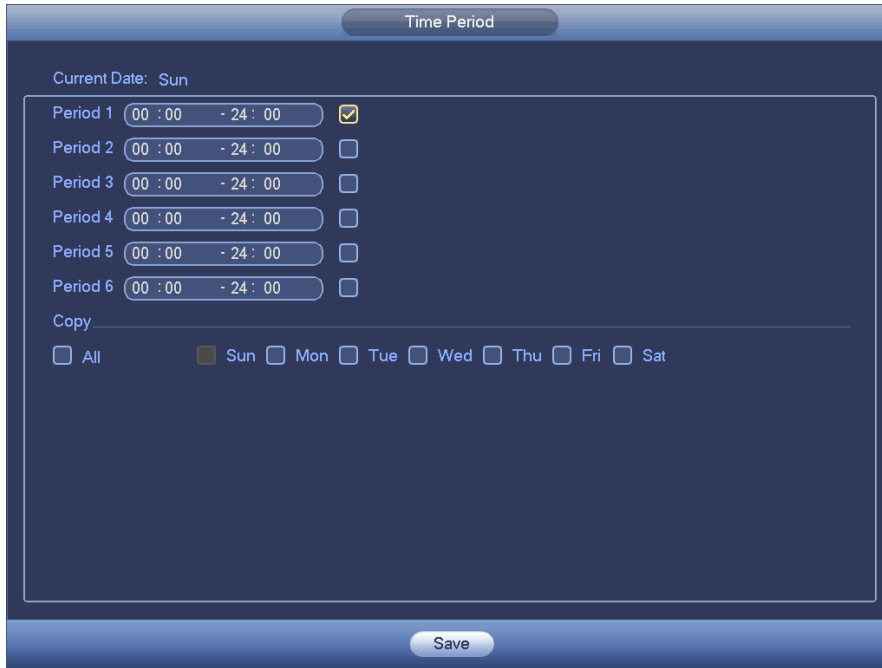 Time Period
Current Date: Sun
Period 1 00 :00 - 24 : 00
Period 2 00 :00 - 24 : 00
Period 3 00 :00 - 24 : 00
Period 4 00 :00 - 24 : 00
Period 5 00 :00 - 24 : 00
Period 6 00 :00 - 24 : 00
Copy
All Sun Mon Tue Wed Thu Fri Sat
Save